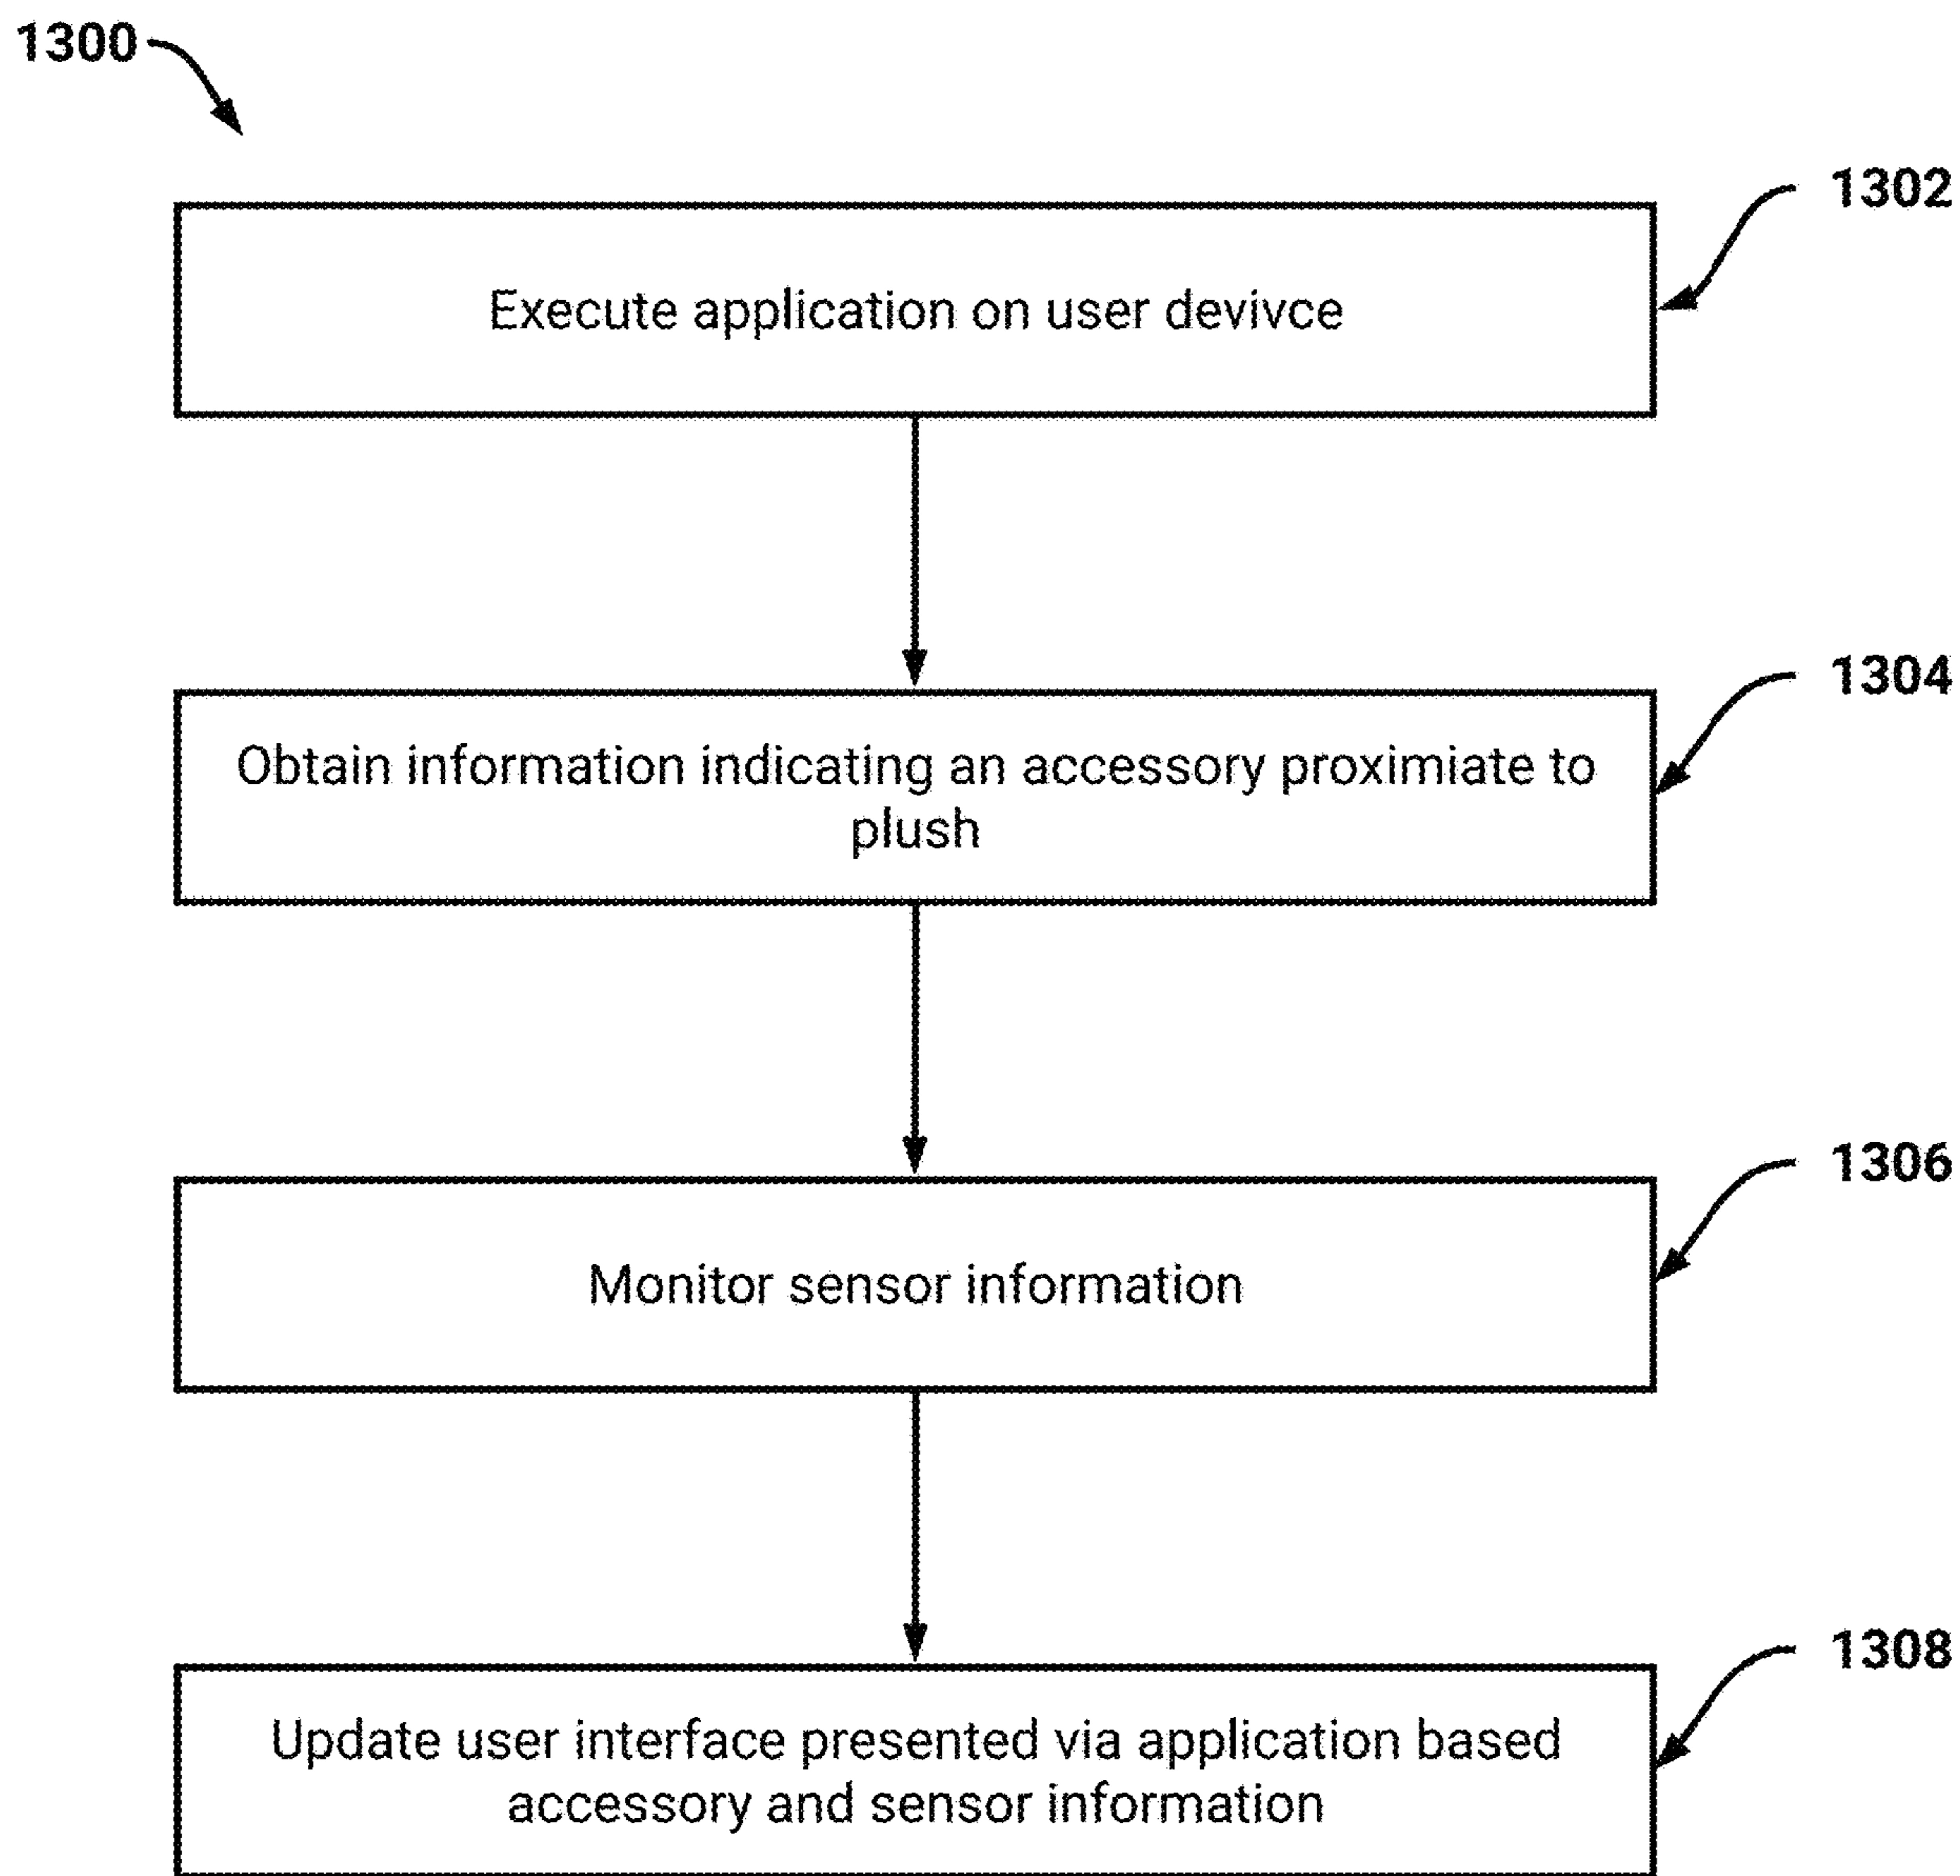 1300
1302
Execute application on user devivce
1304
Obtain information indicating an accessory proximiate to
plush
1306
Monitor sensor information
1308
Update user interface presented via application based
accessory and sensor information